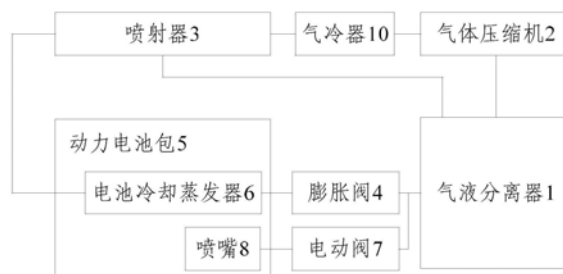 喷射器3
气冷器10
气体压缩机2
动力电池包5
电池冷却蒸发器6
膨胀阀4
气液分离器1
喷嘴8
电动阀7